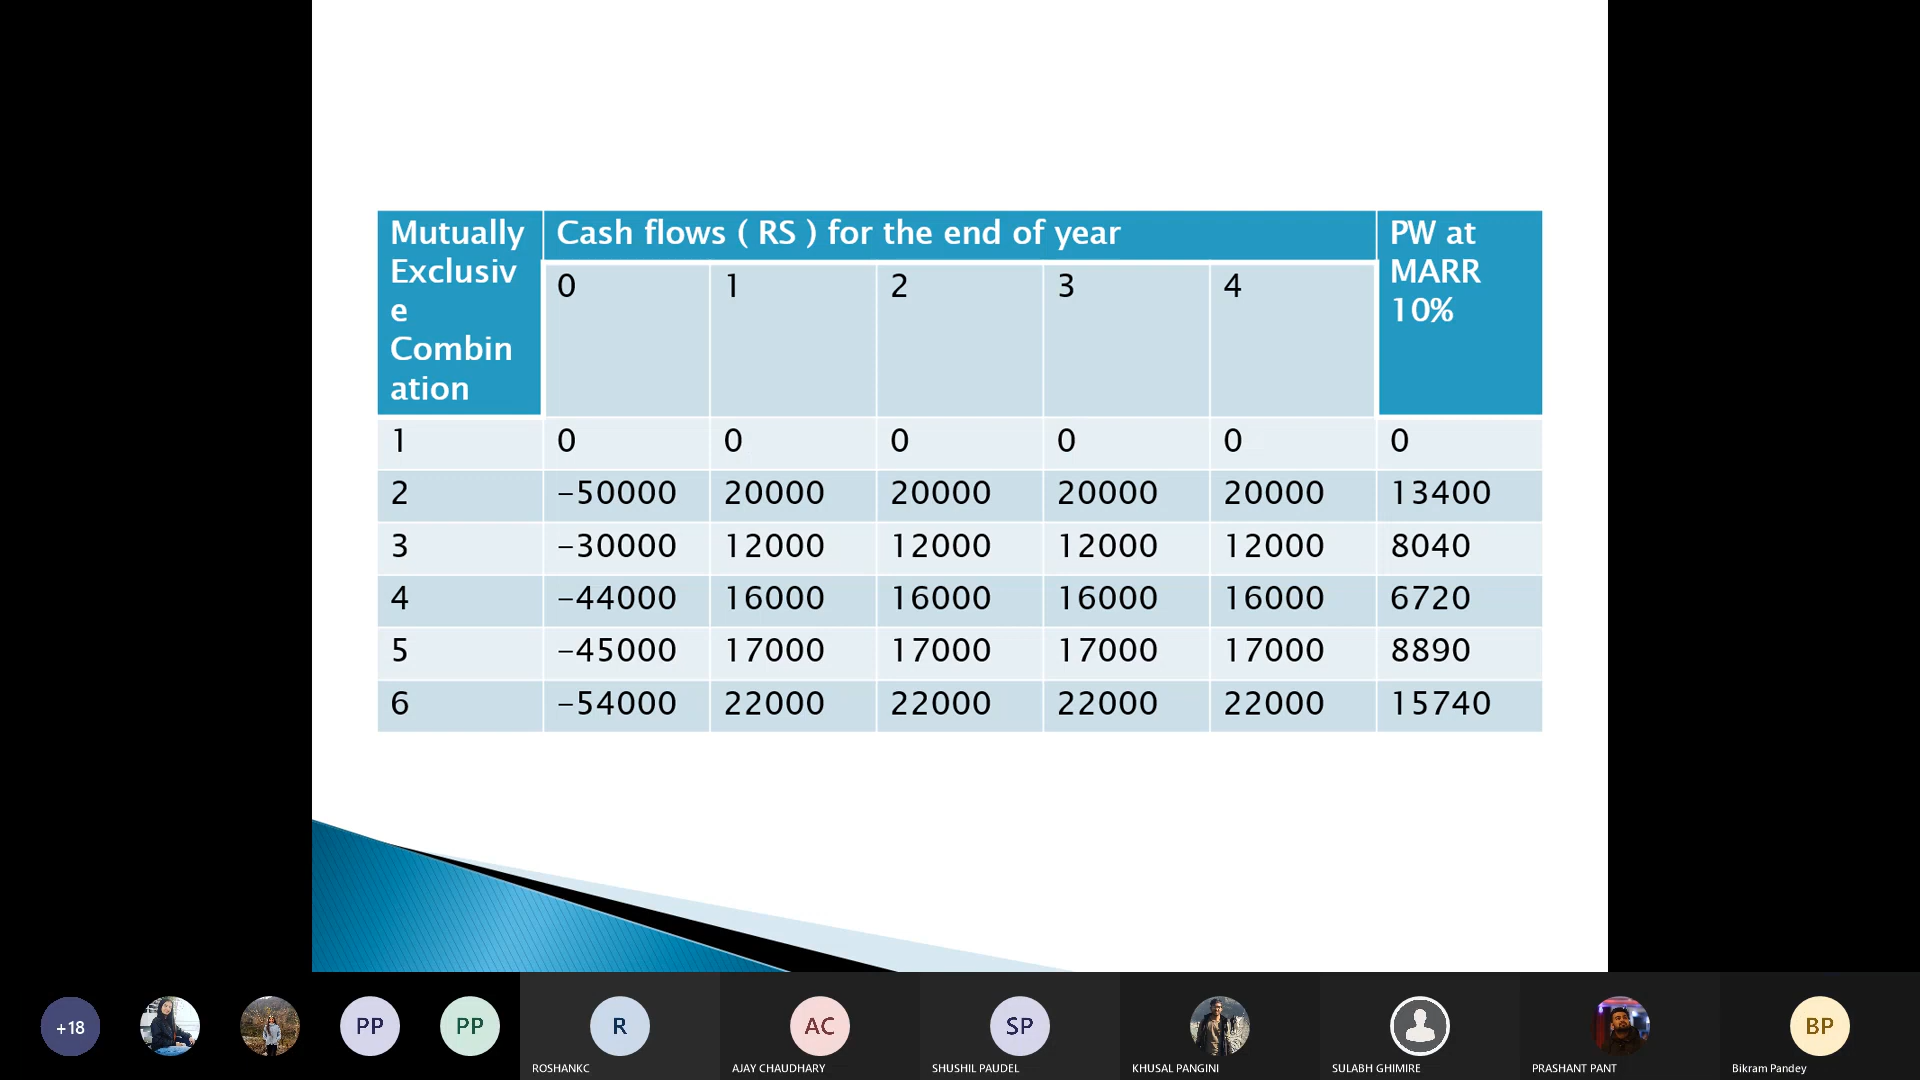 Mutually
Exclusiv
e
Combin
ation
Cash flows ( RS ) for the end of year
PW at
MARR
10%
0 1 2 3 4
1 0 0 0 0 0 0
2 -50000 20000 20000 20000 20000 13400
3 -30000 12000 12000 12000 12000 8040
4 -44000 16000 16000 16000 16000 6720
5 -45000 17000 17000 17000 17000 8890
6 -54000 22000 22000 22000 22000 15740
+18 PP PP R AC SP BP
ROSHANKC AJAY CHAUDHARY SHUSHIL PAUDEL KHUSAL PANGINI SULABH GHIMIRE PRASHANT PANT Bikram Pandey